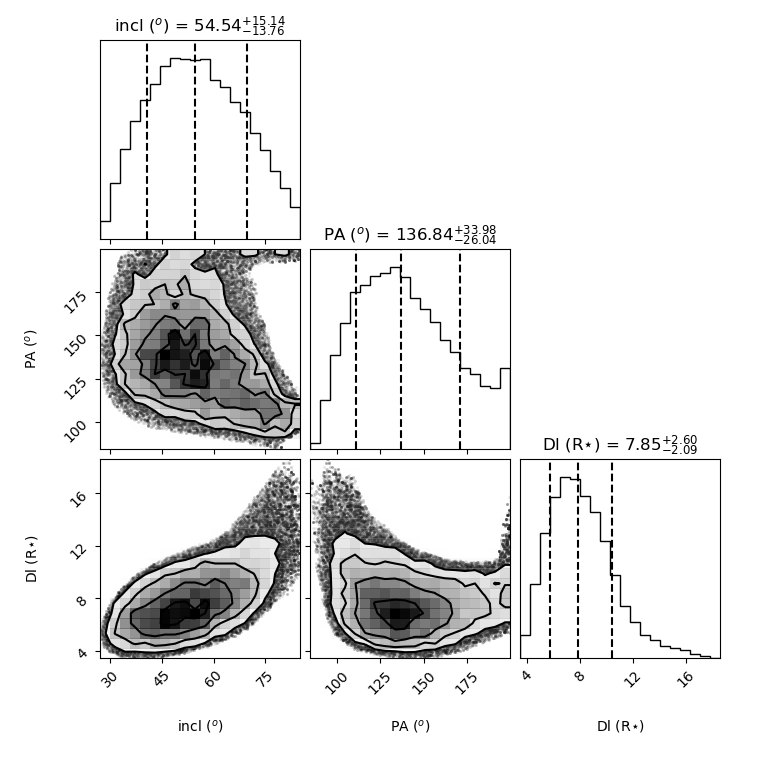 incl (°) = 54.54+15.14−13.76
PA (°) = 136.84+33.98−26.04
175
150
125
100
PA (°)
Dl (R⋆) = 7.85+2.60−2.09
16
12
8
4
Dl (R⋆)
30 45 60 75
100 125 150 175
4 8 12 16
incl (°) PA (°) Dl (R⋆)